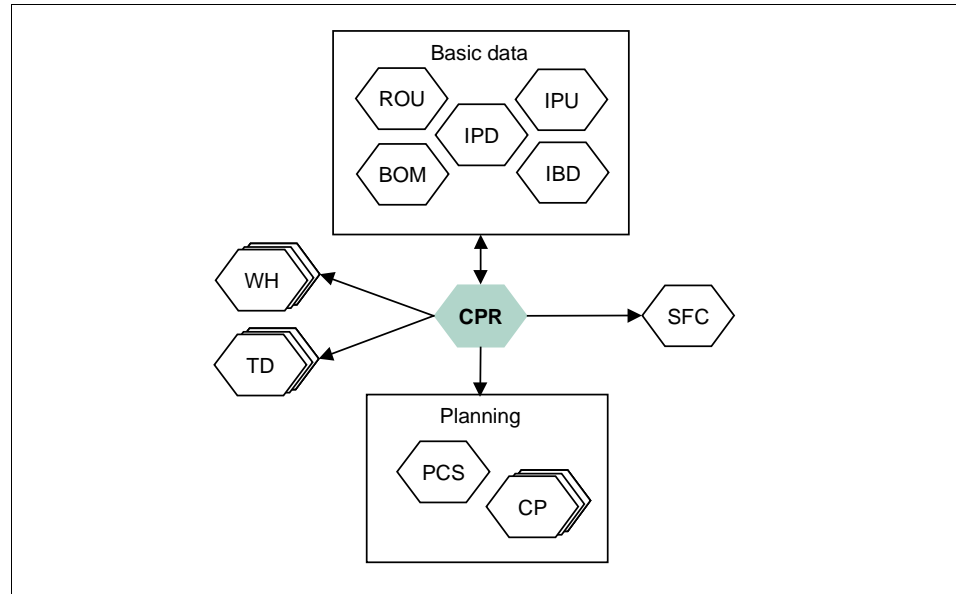 Basic data
ROU
IPU
IPD
BOM
IBD
WH
CPR
SFC
TD
Planning
PCS
CP